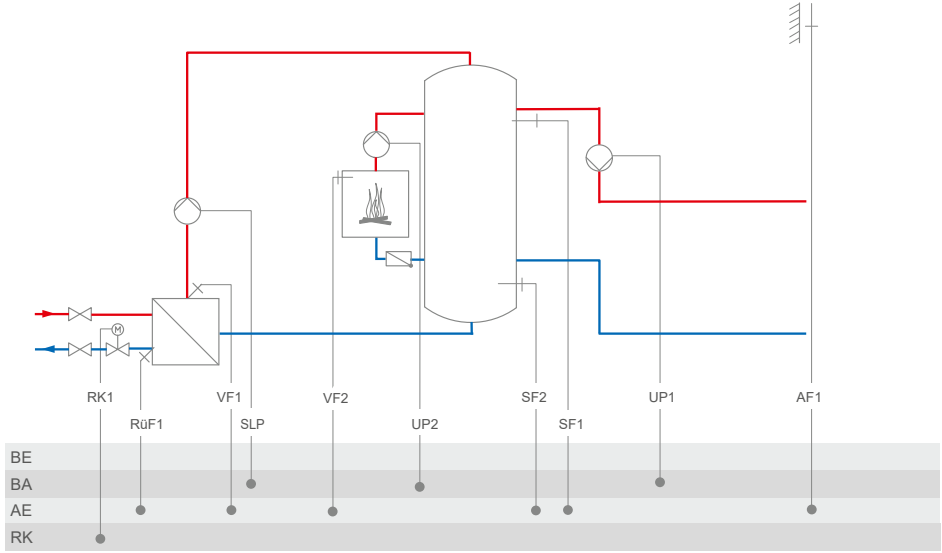 M
RK1 VF1 VF2 SF2 UP1 AF1
RüF1 SLP UP2 SF1
BE
BA
AE
RK